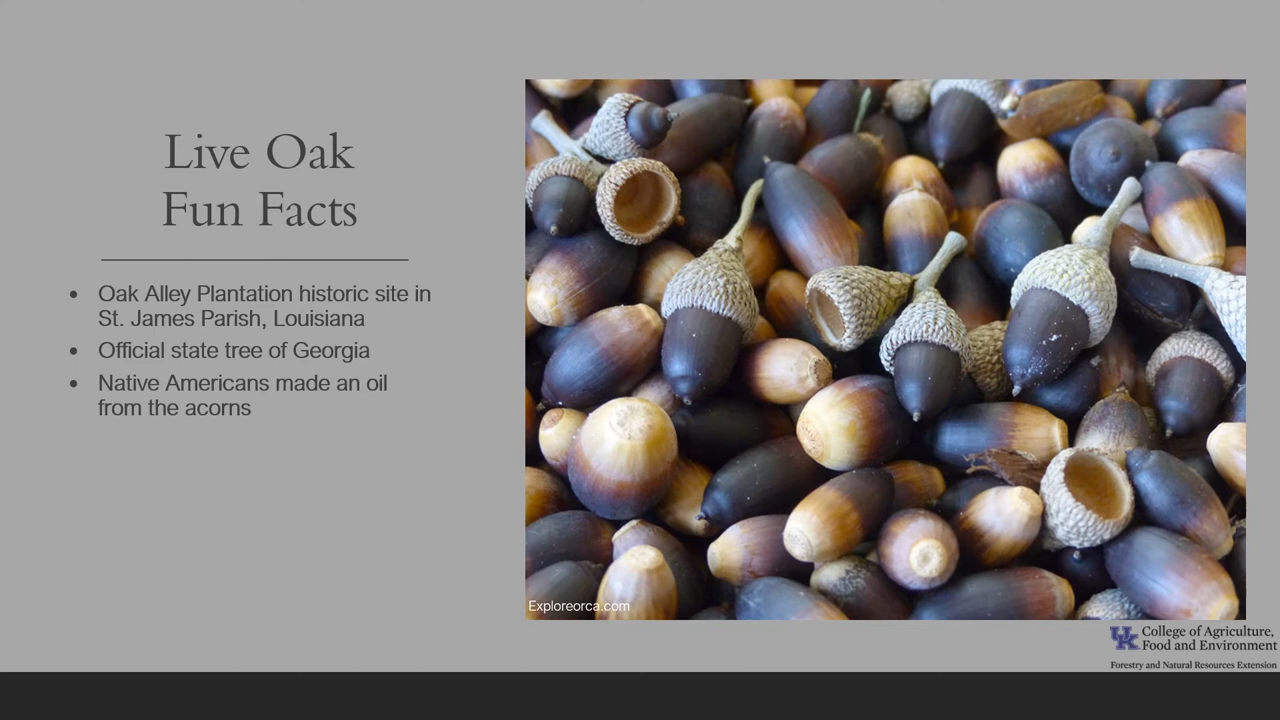 Live Oak
Fun Facts
• Oak Alley Plantation historic site in
St. James Parish, Louisiana
• Official state tree of Georgia
• Native Americans made an oil
from the acorns
Exploreorca.com
UK College of Agriculture,
Food and Environment
Forestry and Natural Resources Extension